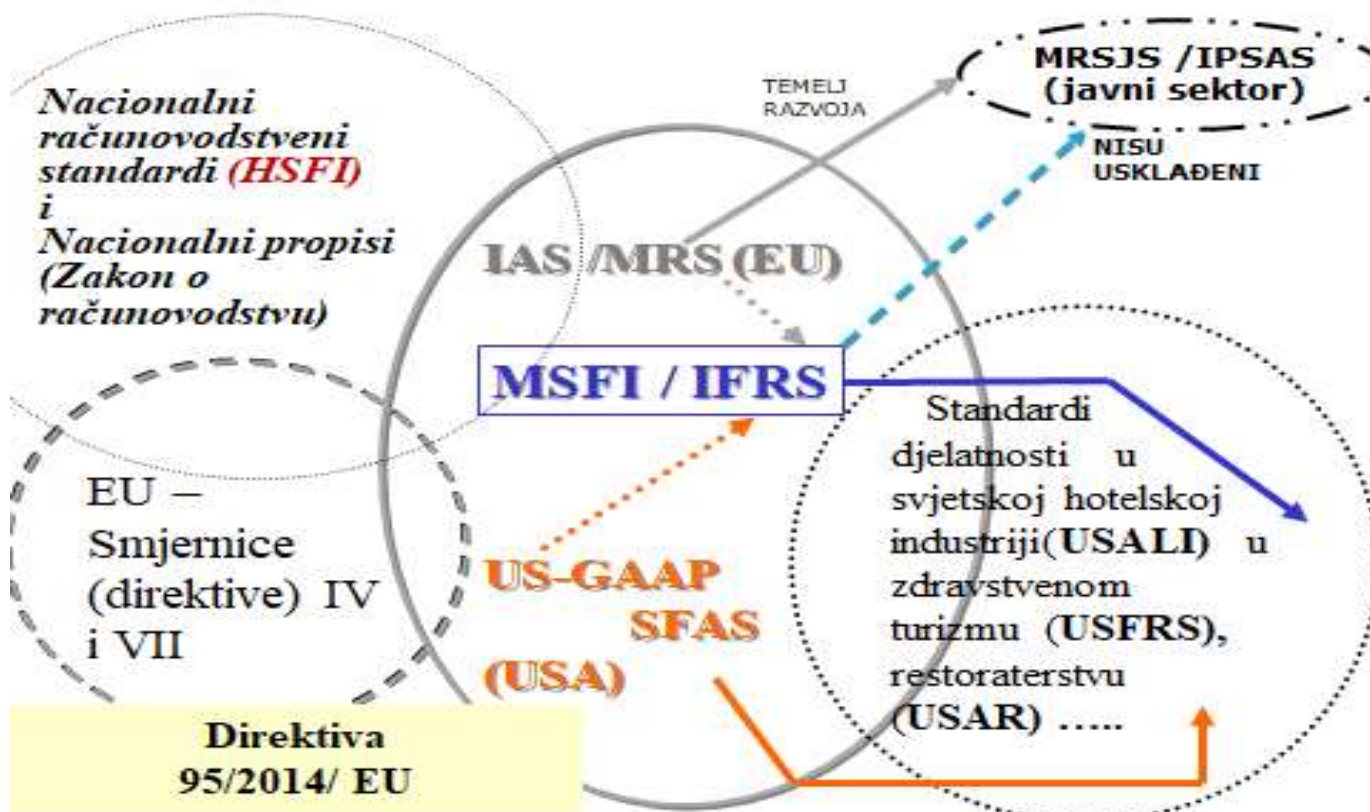 Nacionalni
računovodstveni
standardi (HSFI)
i
Nacionalni propisi
(Zakon o
računovodstvu)
TEMELJ
RAZVOJA
MRSJS /IPSAS
(javni sektor)
NISU
USKLAĐENI
IAS /MRS (EU)
MSFI / IFRS
EU –
Smjernice
(direktive) IV
i VII
US-GAAP
SFAS
(USA)
Standardi
djelatnosti u
svjetskoj hotelskoj
industriji(USALI) u
zdravstvenom
turizmu (USFRS),
restoraterstvu
(USAR) …..
Direktiva
95/2014/ EU